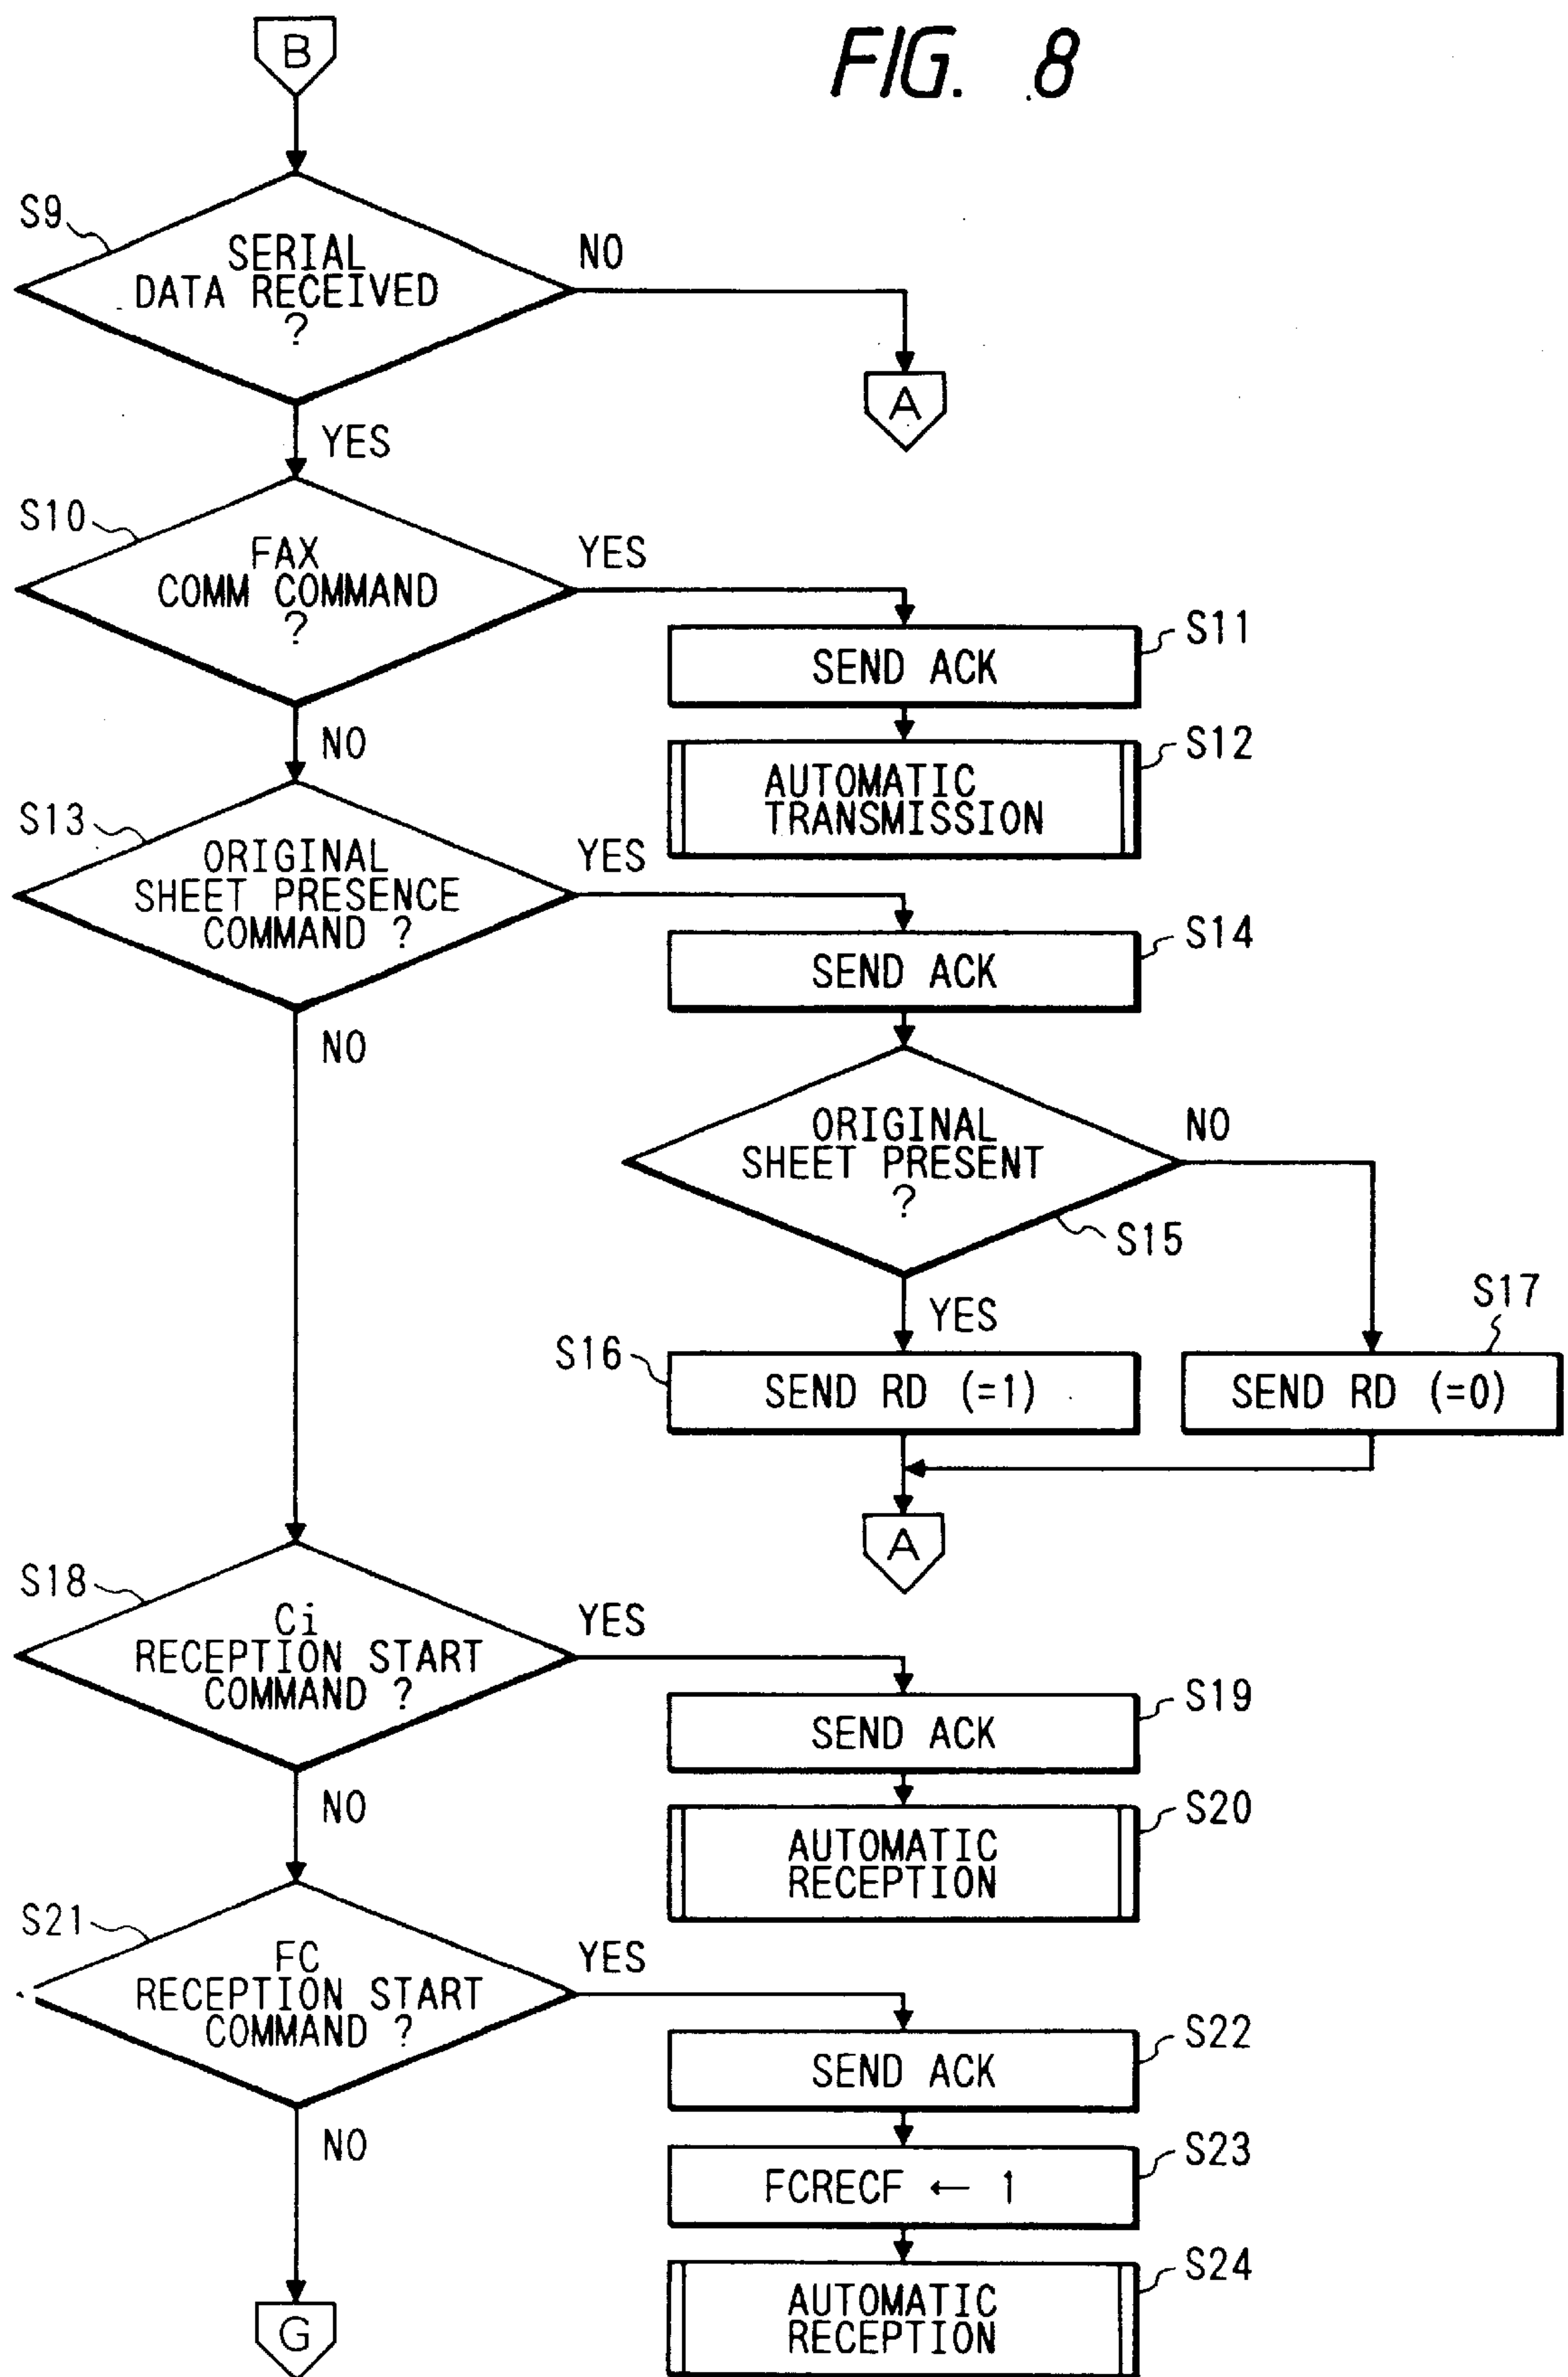 FIG. 8
B
S9
SERIAL
DATA RECEIVED
?
NO
A
YES
S10
FAX
COMM COMMAND
?
YES
S11
SEND ACK
NO
S12
AUTOMATIC
TRANSMISSION
S13
ORIGINAL
SHEET PRESENCE
COMMAND ?
YES
S14
SEND ACK
NO
ORIGINAL
SHEET PRESENT
?
NO
S15
YES
S16
SEND RD (=1)
S17
SEND RD (=0)
A
S18
Ci
RECEPTION START
COMMAND ?
YES
S19
SEND ACK
NO
S20
AUTOMATIC
RECEPTION
S21
FC
RECEPTION START
COMMAND ?
YES
S22
SEND ACK
NO
S23
FCRECF ← 1
S24
AUTOMATIC
RECEPTION
G